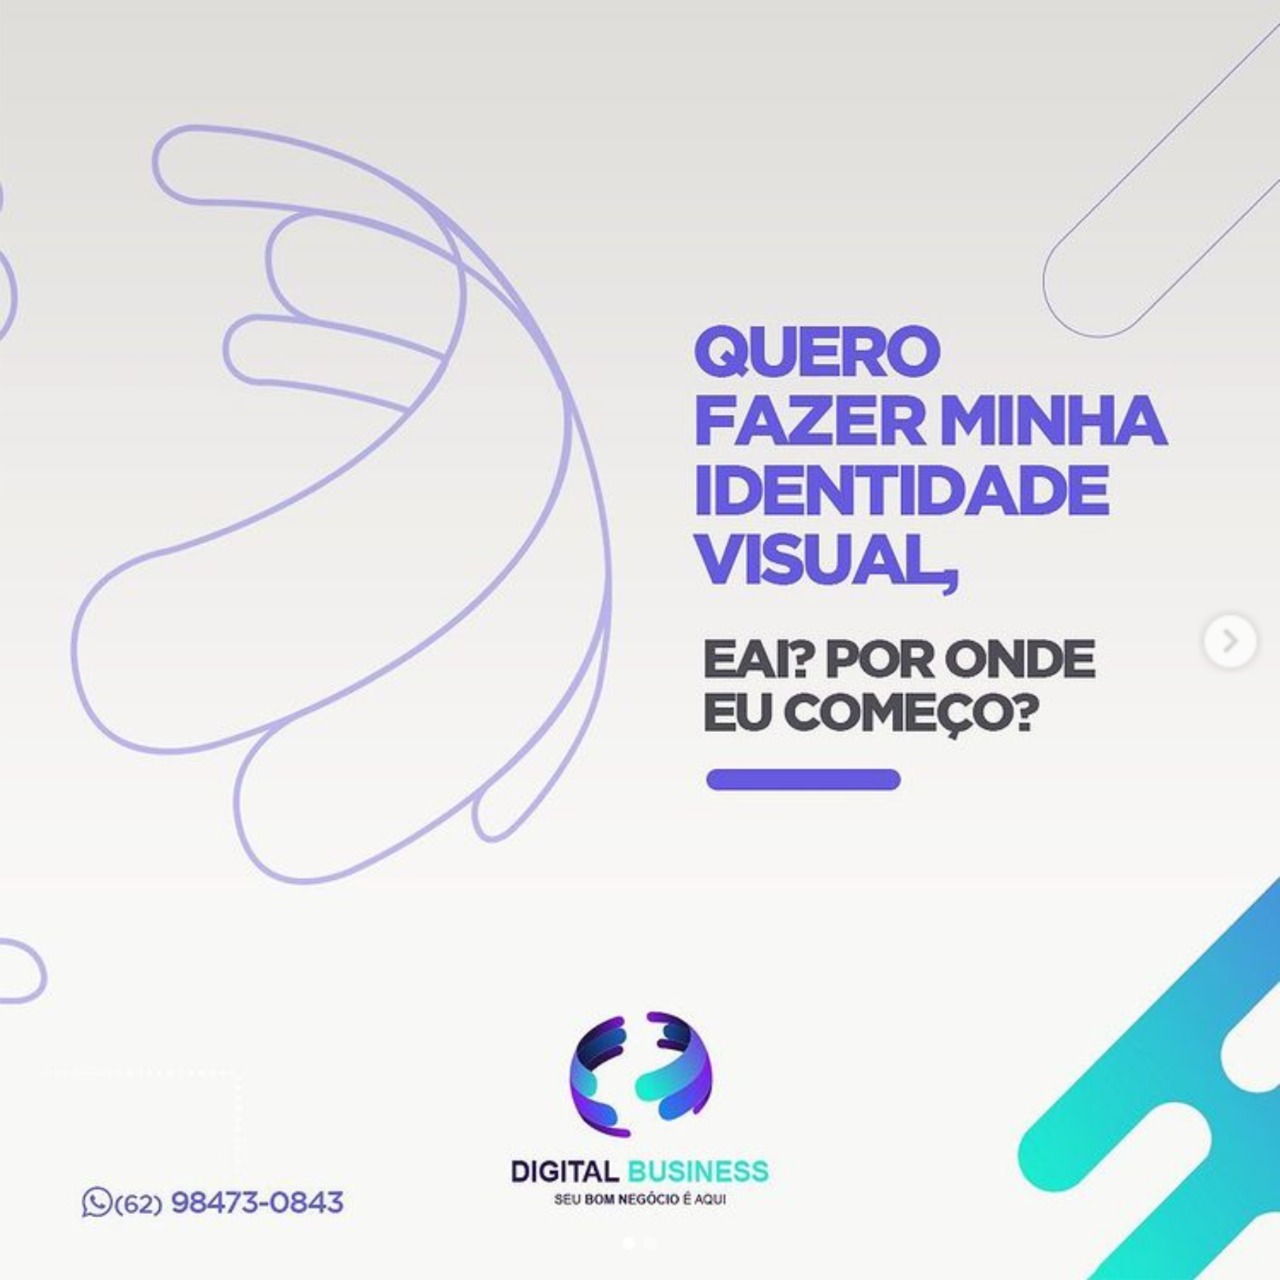 QUERO
FAZER MINHA
IDENTIDADE
VISUAL,
EAI? POR ONDE
EU COMEÇO?
DIGITAL BUSINESS
SEU BOM NEGÓCIO É AQUI
(62) 98473-0843